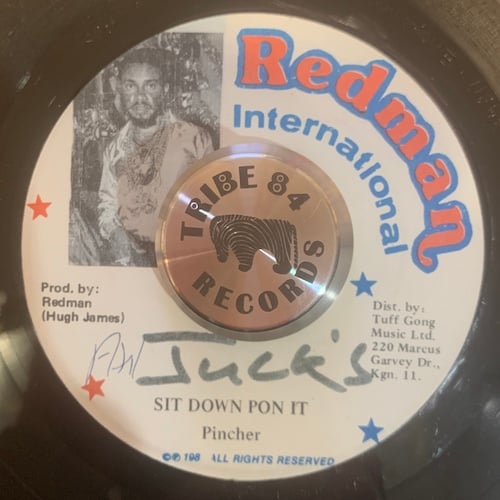 Redman
International
TRIBE 84
RECORDS
Prod. by:
Redman
(Hugh James)
Dist. by:
Tuff Gong
Music Ltd.
220 Marcus
Garvey Dr.,
Kgn. 11.
Juck's
SIT DOWN PON IT
Pincher
©℗ 198 ALL RIGHTS RESERVED